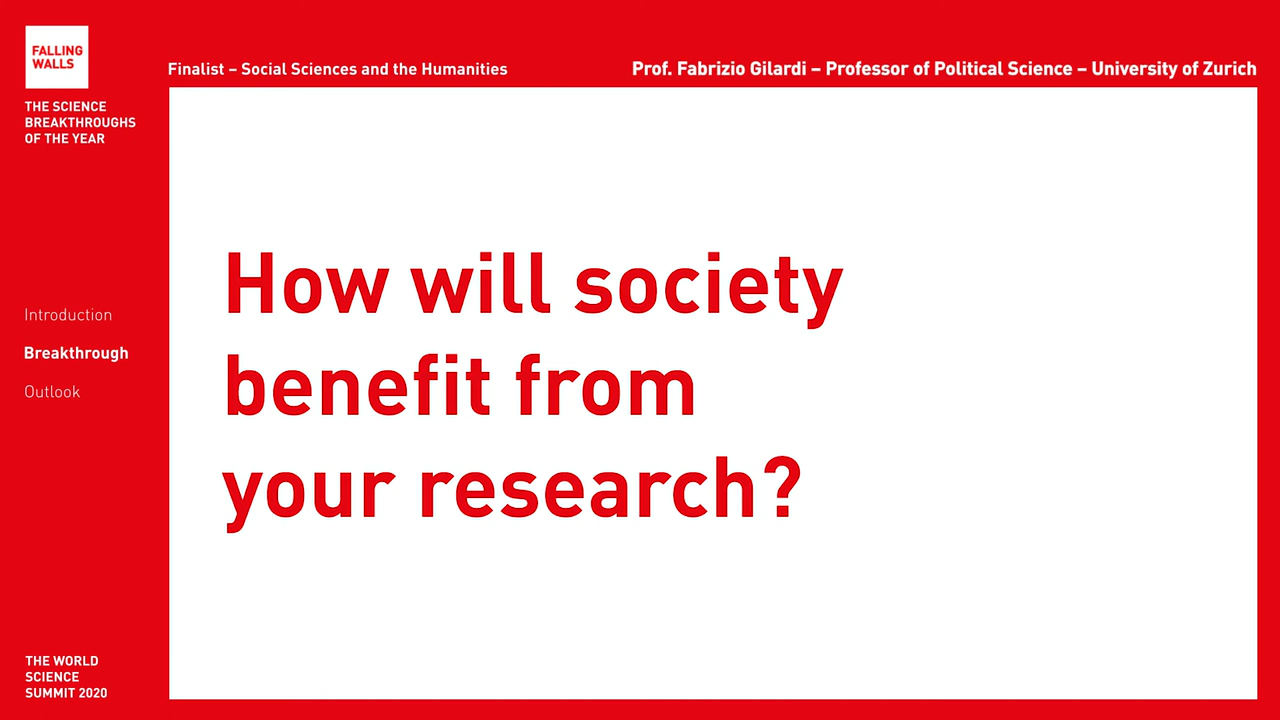 FALLING
WALLS
THE SCIENCE
BREAKTHROUGHS
OF THE YEAR
Finalist – Social Sciences and the Humanities
Prof. Fabrizio Gilardi – Professor of Political Science – University of Zurich
Introduction
Breakthrough
Outlook
How will society
benefit from
your research?
THE WORLD
SCIENCE
SUMMIT 2020